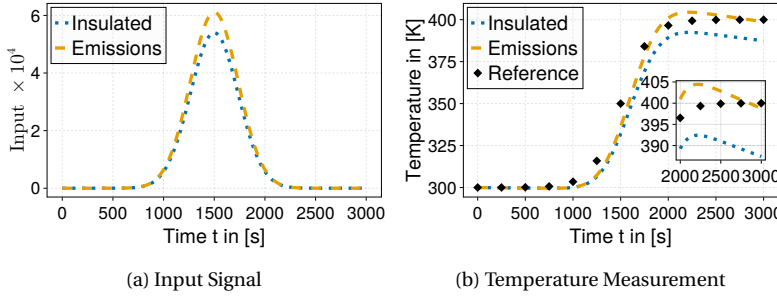 Input ×10⁴
6
4
2
0
Insulated
Emissions
0 500 1000 1500 2000 2500 3000
Time t in [s]
(a) Input Signal
Temperature in [K]
400
375
350
325
300
Insulated
Emissions
Reference
405
400
395
390
2000 2500 3000
0 500 1000 1500 2000 2500 3000
Time t in [s]
(b) Temperature Measurement